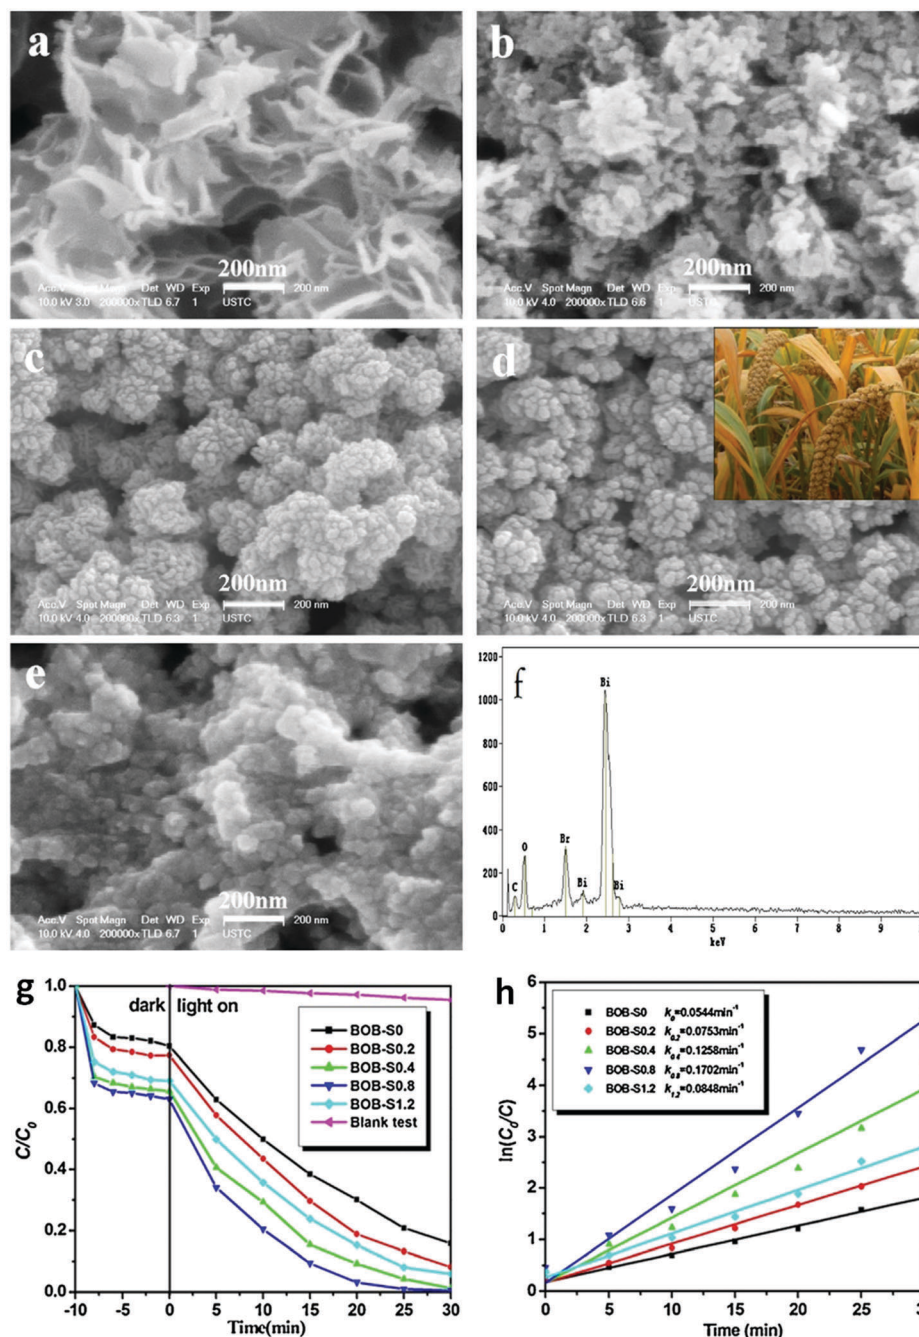 a
200nm
Acc.V Spot Magn Det WD Exp
10.0 kV 3.0 200000x TLD 6.7 1 USTC 200 nm
b
200nm
Acc.V Spot Magn Det WD Exp
10.0 kV 4.0 200000x TLD 6.6 1 USTC 200 nm
c
200nm
Acc.V Spot Magn Det WD Exp
10.0 kV 4.0 200000x TLD 6.3 1 USTC 200 nm
d
200nm
Acc.V Spot Magn Det WD Exp
10.0 kV 4.0 200000x TLD 6.3 1 USTC 200 nm
e
200nm
Acc.V Spot Magn Det WD Exp
10.0 kV 4.0 200000x TLD 6.7 1 USTC 200 nm
f
1200
1000
800
600
400
200
0
C
O
Br
Bi
Bi
Bi
0 1 2 3 4 5 6 7 8 9
keV
g
dark light on
BOB-S0
BOB-S0.2
BOB-S0.4
BOB-S0.8
BOB-S1.2
Blank test
1.0
0.8
0.6
0.4
0.2
0.0
C/C0
-10 -5 0 5 10 15 20 25 30
Time(min)
h
BOB-S0 k0=0.0544min⁻¹
BOB-S0.2 k0.2=0.0753min⁻¹
BOB-S0.4 k0.4=0.1258min⁻¹
BOB-S0.8 k0.8=0.1702min⁻¹
BOB-S1.2 k1.2=0.0848min⁻¹
6
5
4
3
2
1
0
ln(C0/C)
0 5 10 15 20 25 30
Time (min)